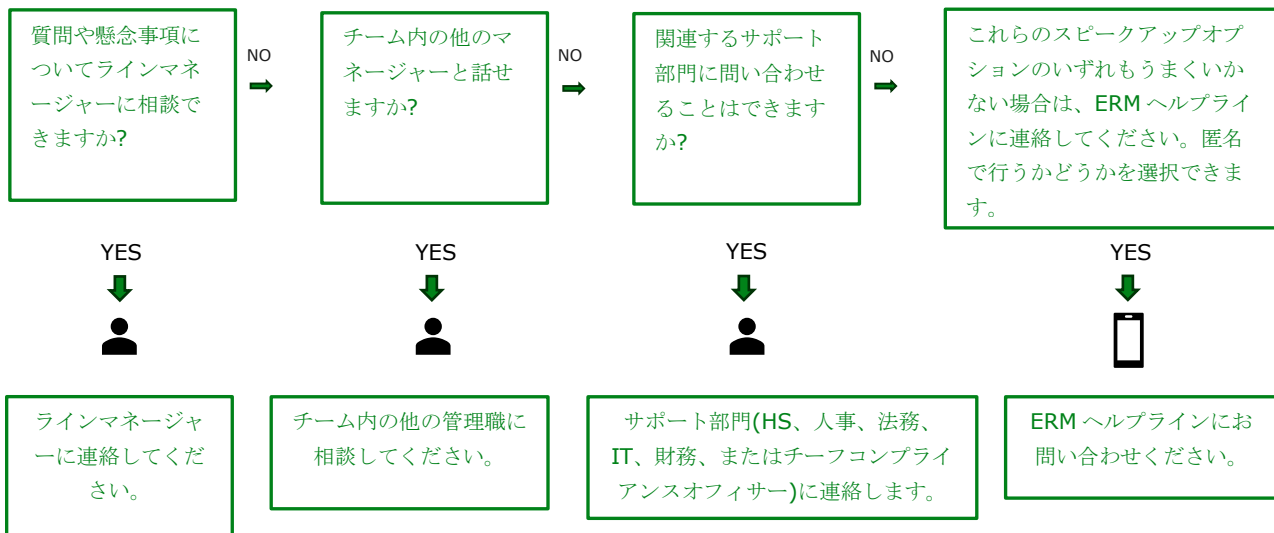 質問や懸念事項に
ついてラインマネ
ージャーに相談で
きますか?
NO
チーム内の他のマ
ネージャーと話せ
ますか?
NO
関連するサポート
部門に問い合わせ
ることはできます
か?
NO
これらのスピークアップオプ
ションのいずれもうまくいか
ない場合は、ERM ヘルプライ
ンに連絡してください。匿名
で行うかどうかを選択できま
す。
YES
YES
YES
YES
ラインマネージャ
ーに連絡してくだ
さい。
チーム内の他の管理職に
相談してください。
サポート部門(HS、人事、法務、
IT、財務、またはチーフコンプライ
アンスオフィサー)に連絡します。
ERM ヘルプラインにお
問い合わせください。